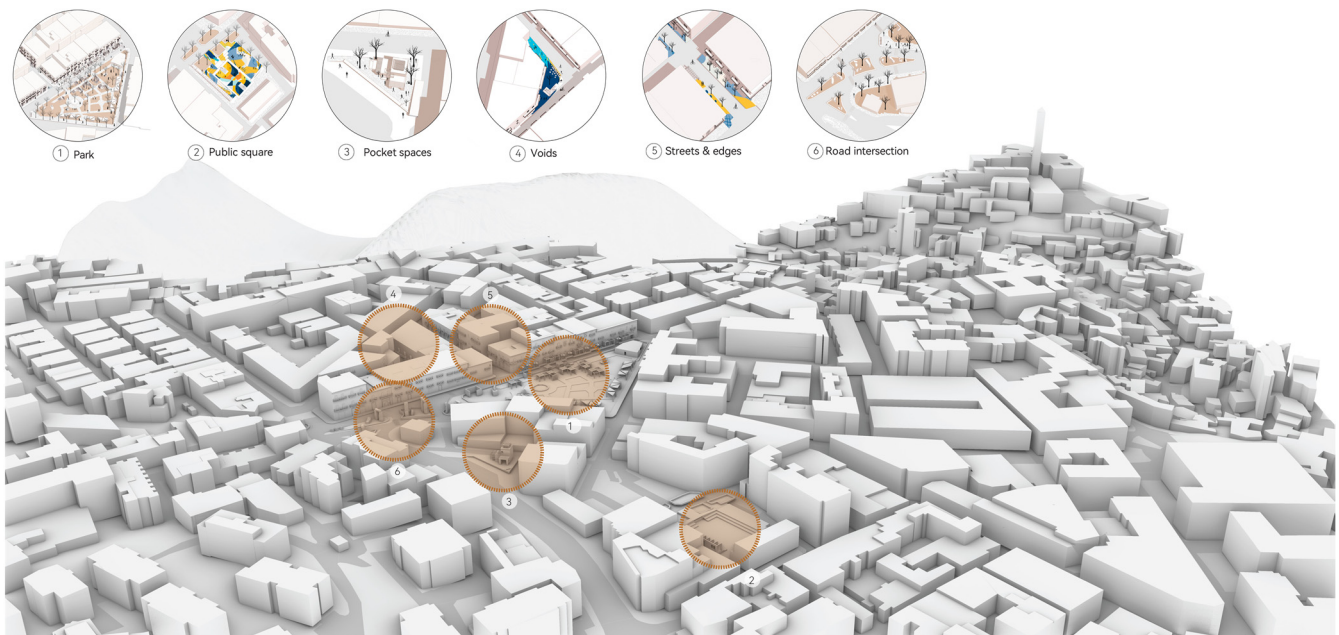 1 Park
2 Public square
3 Pocket spaces
4 Voids
5 Streets & edges
6 Road intersection
4
5
1
6
3
2